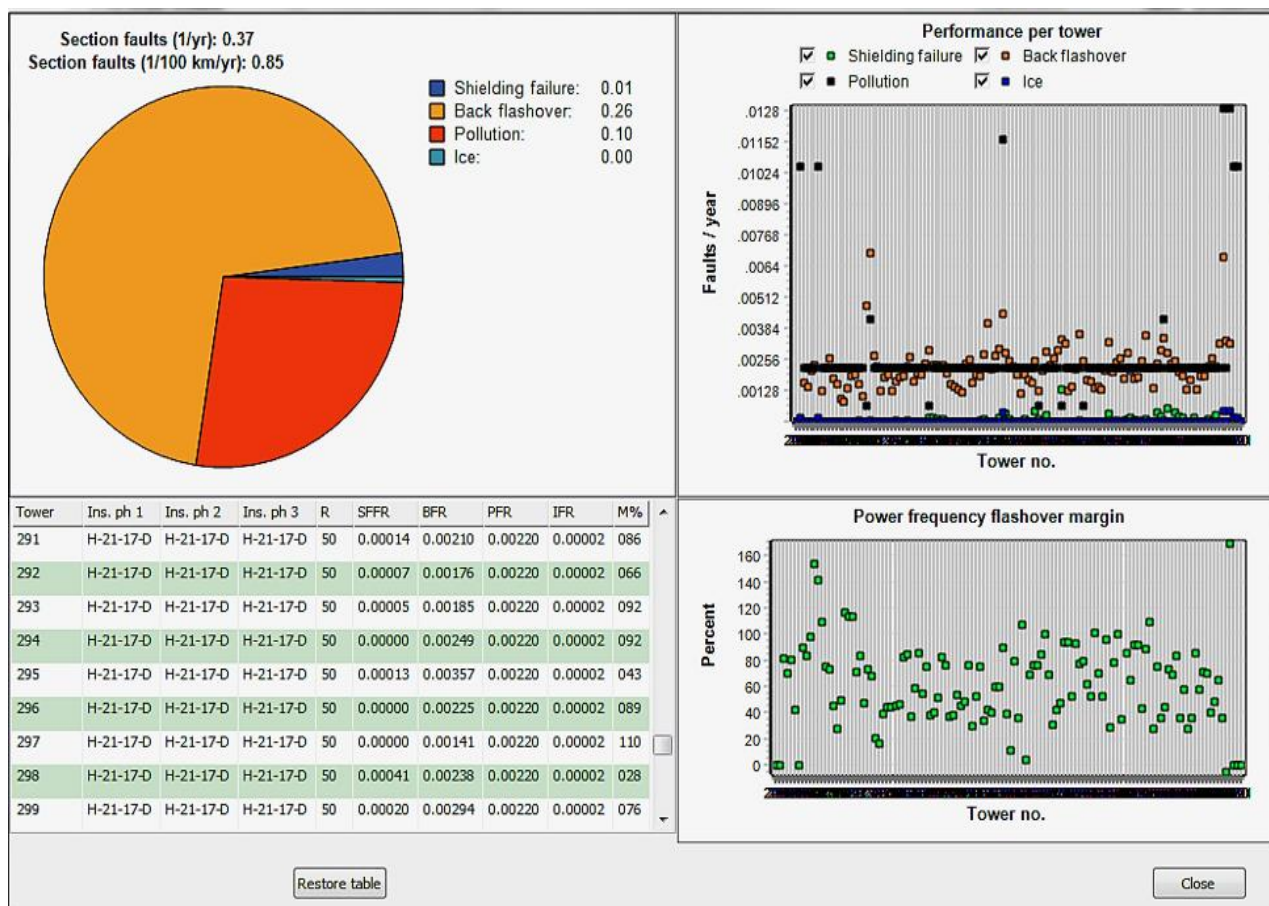 Section faults (1/yr): 0.37
Section faults (1/100 km/yr): 0.85
Shielding failure: 0.01
Back flashover: 0.26
Pollution: 0.10
Ice: 0.00
Performance per tower
Shielding failure Back flashover
Pollution Ice
Faults / year
.0128
.01152
.01024
.00896
.00768
.0064
.00512
.00384
.00256
.00128
Tower no.
Tower Ins. ph 1 Ins. ph 2 Ins. ph 3 R SFFR BFR PFR IFR M%
291 H-21-17-D H-21-17-D H-21-17-D 50 0.00014 0.00210 0.00220 0.00002 086
292 H-21-17-D H-21-17-D H-21-17-D 50 0.00007 0.00176 0.00220 0.00002 066
293 H-21-17-D H-21-17-D H-21-17-D 50 0.00005 0.00185 0.00220 0.00002 092
294 H-21-17-D H-21-17-D H-21-17-D 50 0.00000 0.00249 0.00220 0.00002 092
295 H-21-17-D H-21-17-D H-21-17-D 50 0.00013 0.00357 0.00220 0.00002 043
296 H-21-17-D H-21-17-D H-21-17-D 50 0.00000 0.00225 0.00220 0.00002 089
297 H-21-17-D H-21-17-D H-21-17-D 50 0.00000 0.00141 0.00220 0.00002 110
298 H-21-17-D H-21-17-D H-21-17-D 50 0.00041 0.00238 0.00220 0.00002 028
299 H-21-17-D H-21-17-D H-21-17-D 50 0.00020 0.00294 0.00220 0.00002 076
Power frequency flashover margin
Percent
160
140
120
100
80
60
40
20
0
Tower no.
Restore table
Close